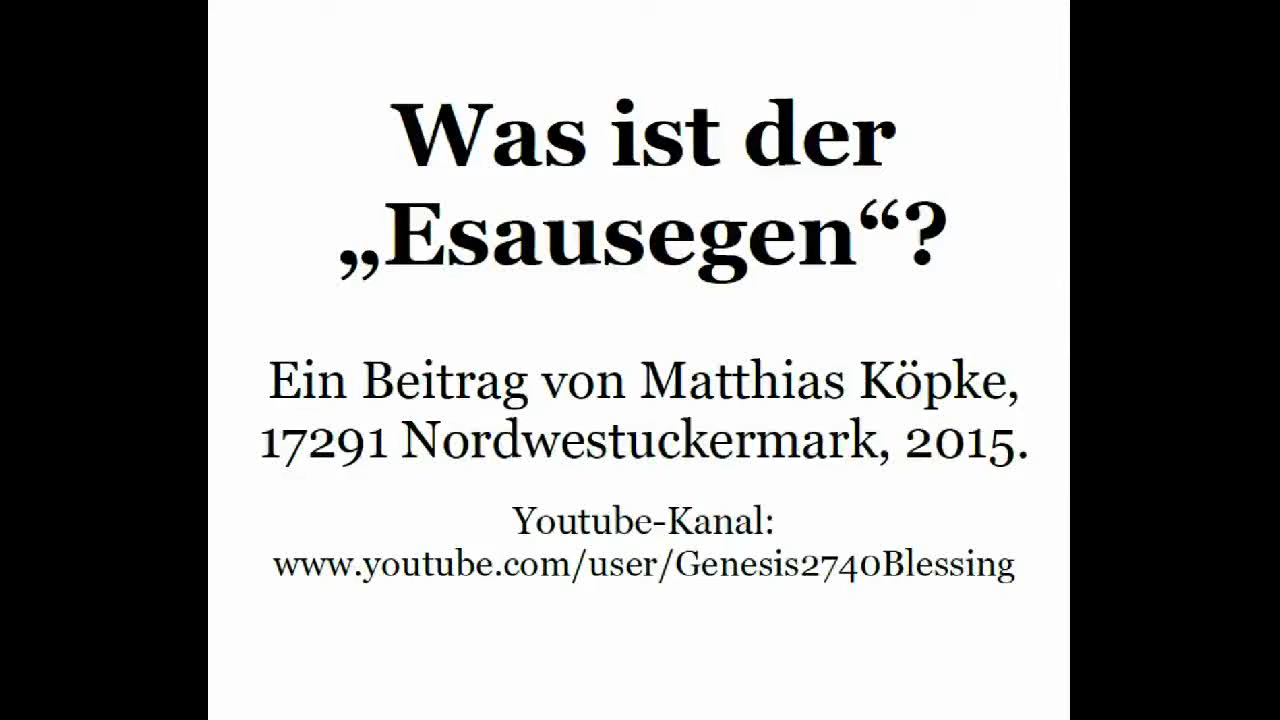 Was ist der
„Esausegen“?
Ein Beitrag von Matthias Köpke,
17291 Nordwestuckermark, 2015.
Youtube-Kanal:
www.youtube.com/user/Genesis2740Blessing